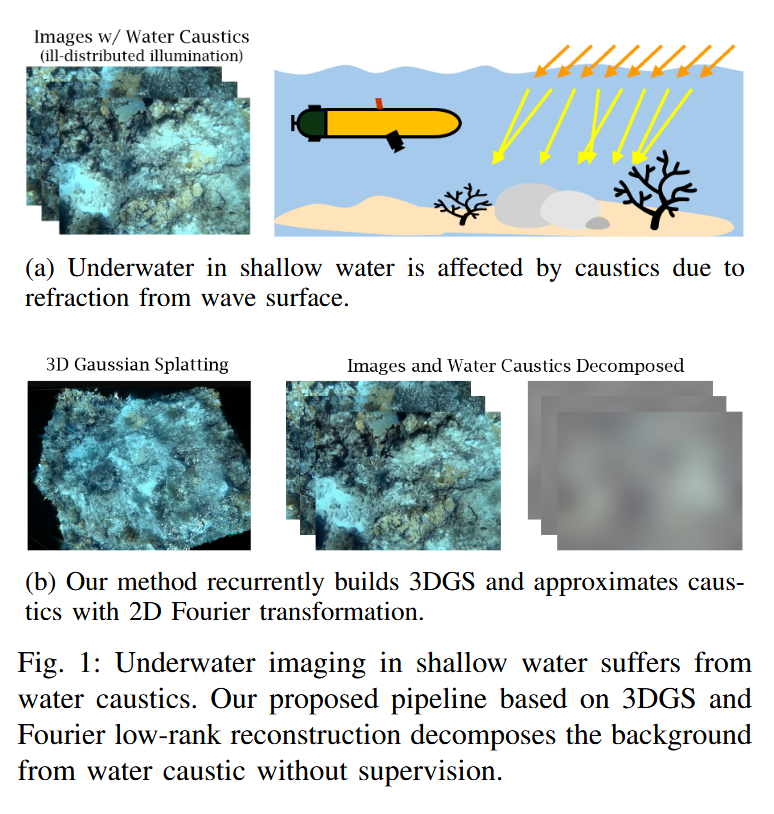 Images w/ Water Caustics
(ill-distributed illumination)
(a) Underwater in shallow water is affected by caustics due to
refraction from wave surface.
3D Gaussian Splatting
Images and Water Caustics Decomposed
(b) Our method recurrently builds 3DGS and approximates caus-
tics with 2D Fourier transformation.
Fig. 1: Underwater imaging in shallow water suffers from
water caustics. Our proposed pipeline based on 3DGS and
Fourier low-rank reconstruction decomposes the background
from water caustic without supervision.